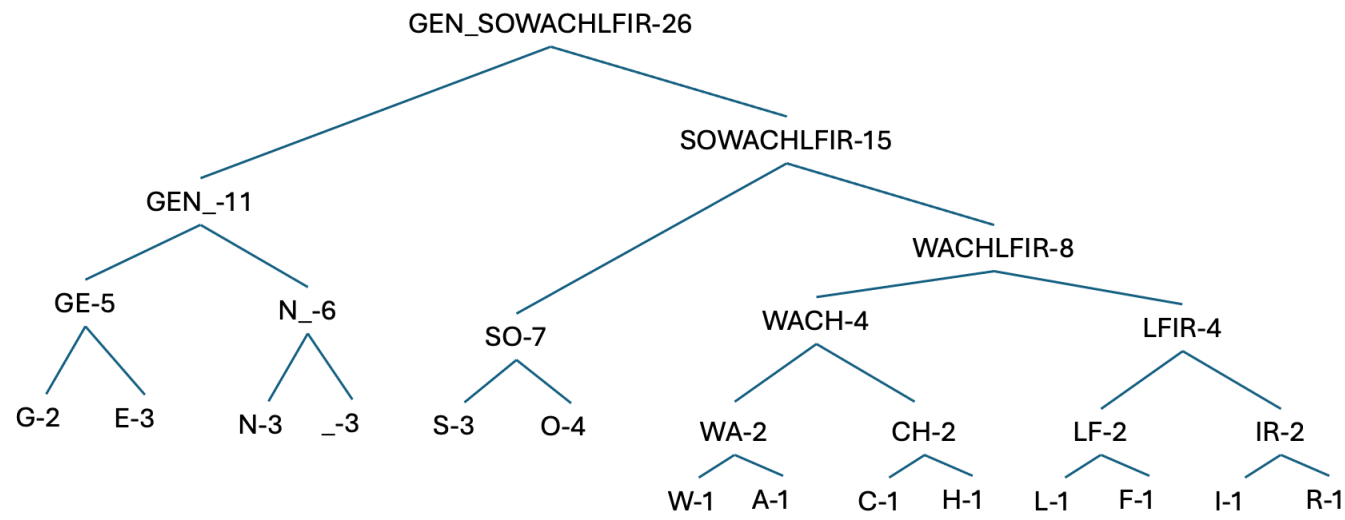 GEN_SOWACHLFIR-26
SOWACHLFIR-15
GEN_-11
WACHLFIR-8
GE-5
N_-6
SO-7
WACH-4
LFIR-4
G-2
E-3
N-3
_-3
S-3
O-4
WA-2
CH-2
LF-2
IR-2
W-1
A-1
C-1
H-1
L-1
F-1
I-1
R-1